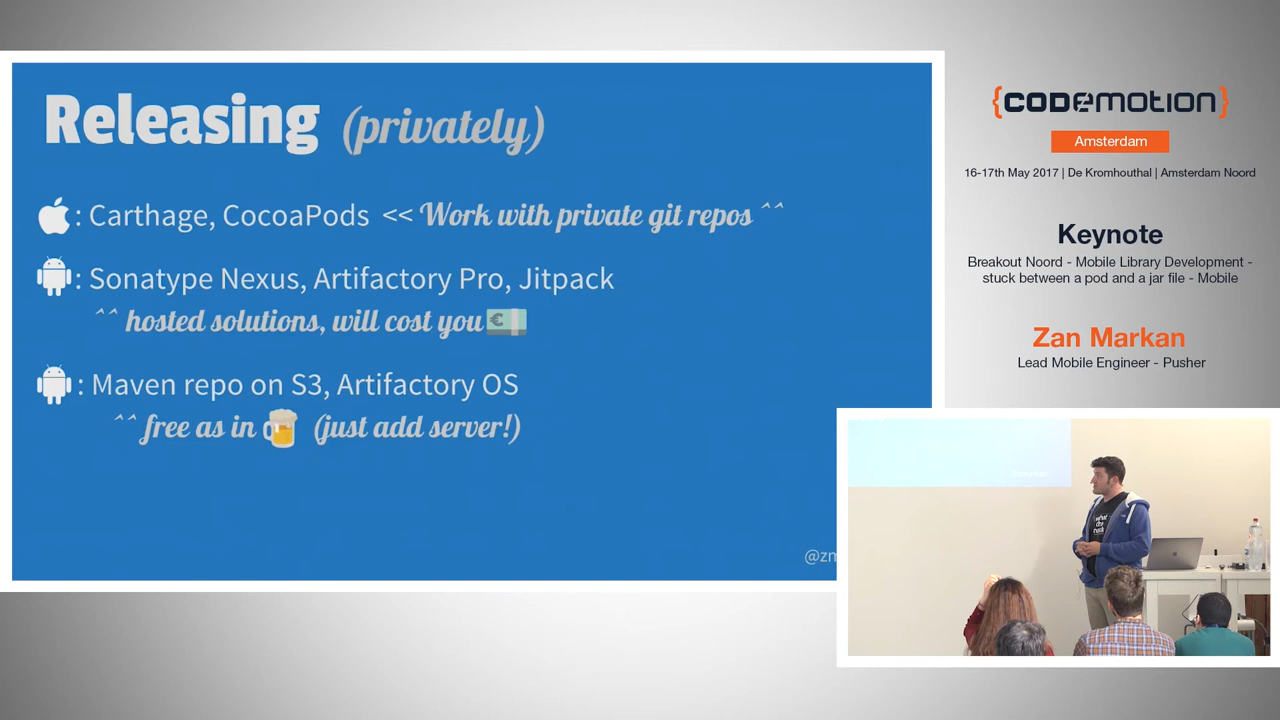 Releasing (privately)
: Carthage, CocoaPods << Work with private git repos ^^
: Sonatype Nexus, Artifactory Pro, Jitpack
^^ hosted solutions, will cost you
: Maven repo on S3, Artifactory OS
^^ free as in (just add server!)
{CODEMOTION}
Amsterdam
16-17th May 2017 | De Kromhouthal | Amsterdam Noord
Keynote
Breakout Noord - Mobile Library Development -
stuck between a pod and a jar file - Mobile
Zan Markan
Lead Mobile Engineer - Pusher
what
the